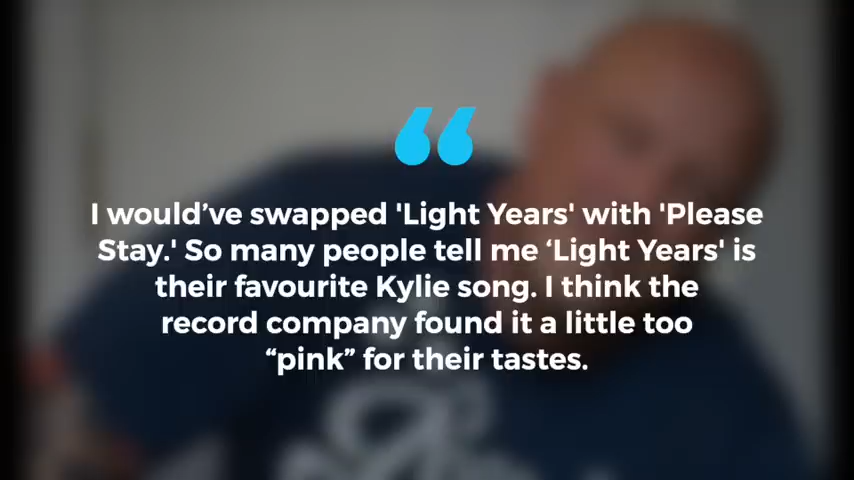 “
I would’ve swapped 'Light Years' with 'Please
Stay.' So many people tell me ‘Light Years' is
their favourite Kylie song. I think the
record company found it a little too
“pink” for their tastes.